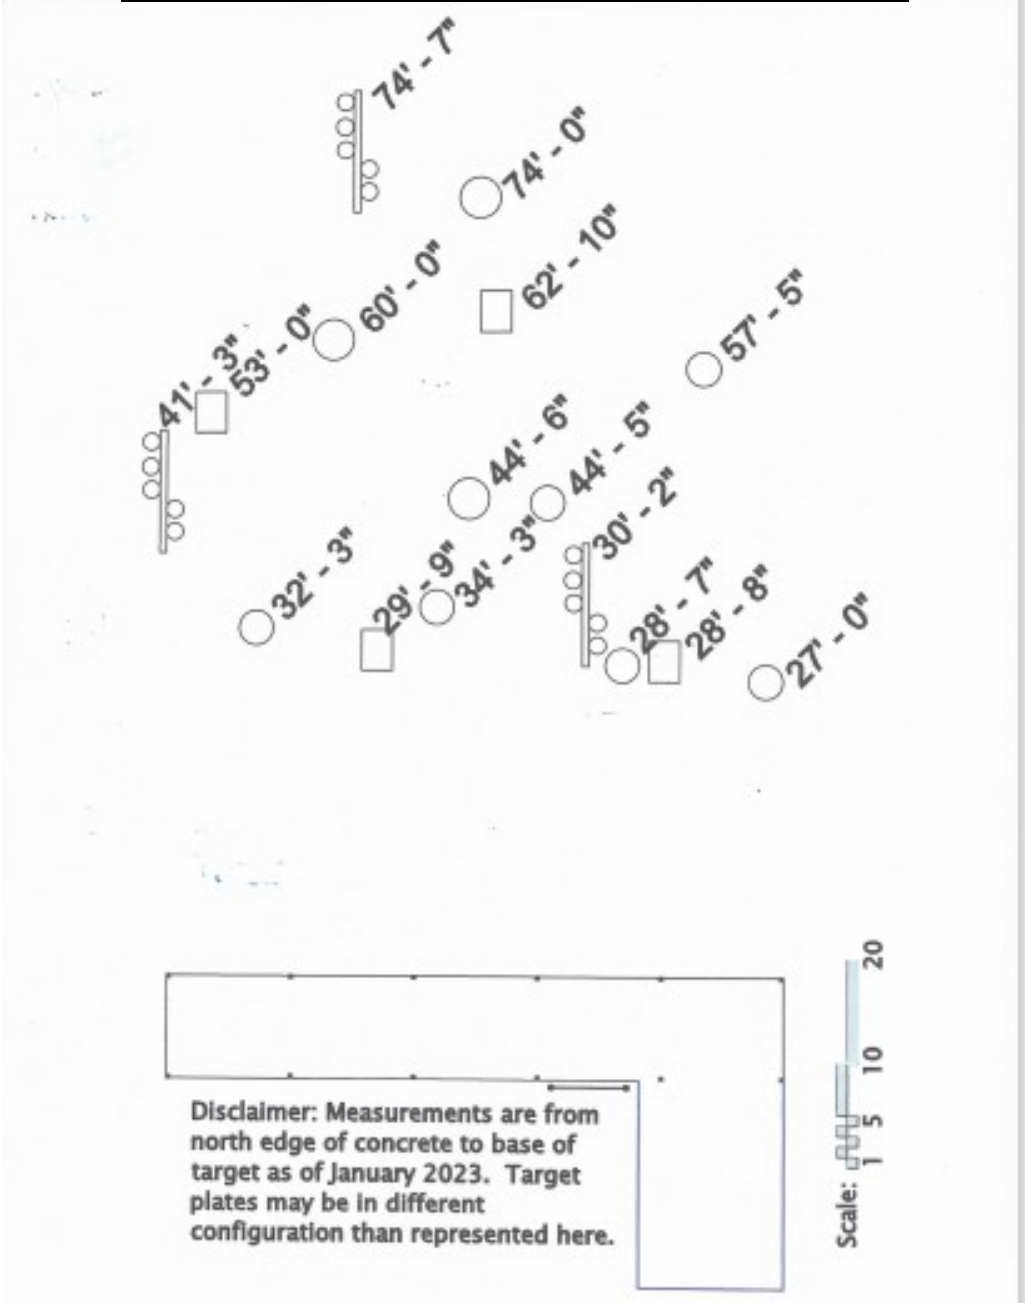 74' - 7"
74' - 0"
62' - 10"
60' - 0"
57' - 5"
53' - 0"
41' - 3"
44' - 6"
44' - 5"
30' - 2"
34' - 3"
29' - 9"
32' - 3"
28' - 7"
28' - 8"
27' - 0"
Disclaimer: Measurements are from
north edge of concrete to base of
target as of January 2023. Target
plates may be in different
configuration than represented here.
Scale: 1 5 10 20